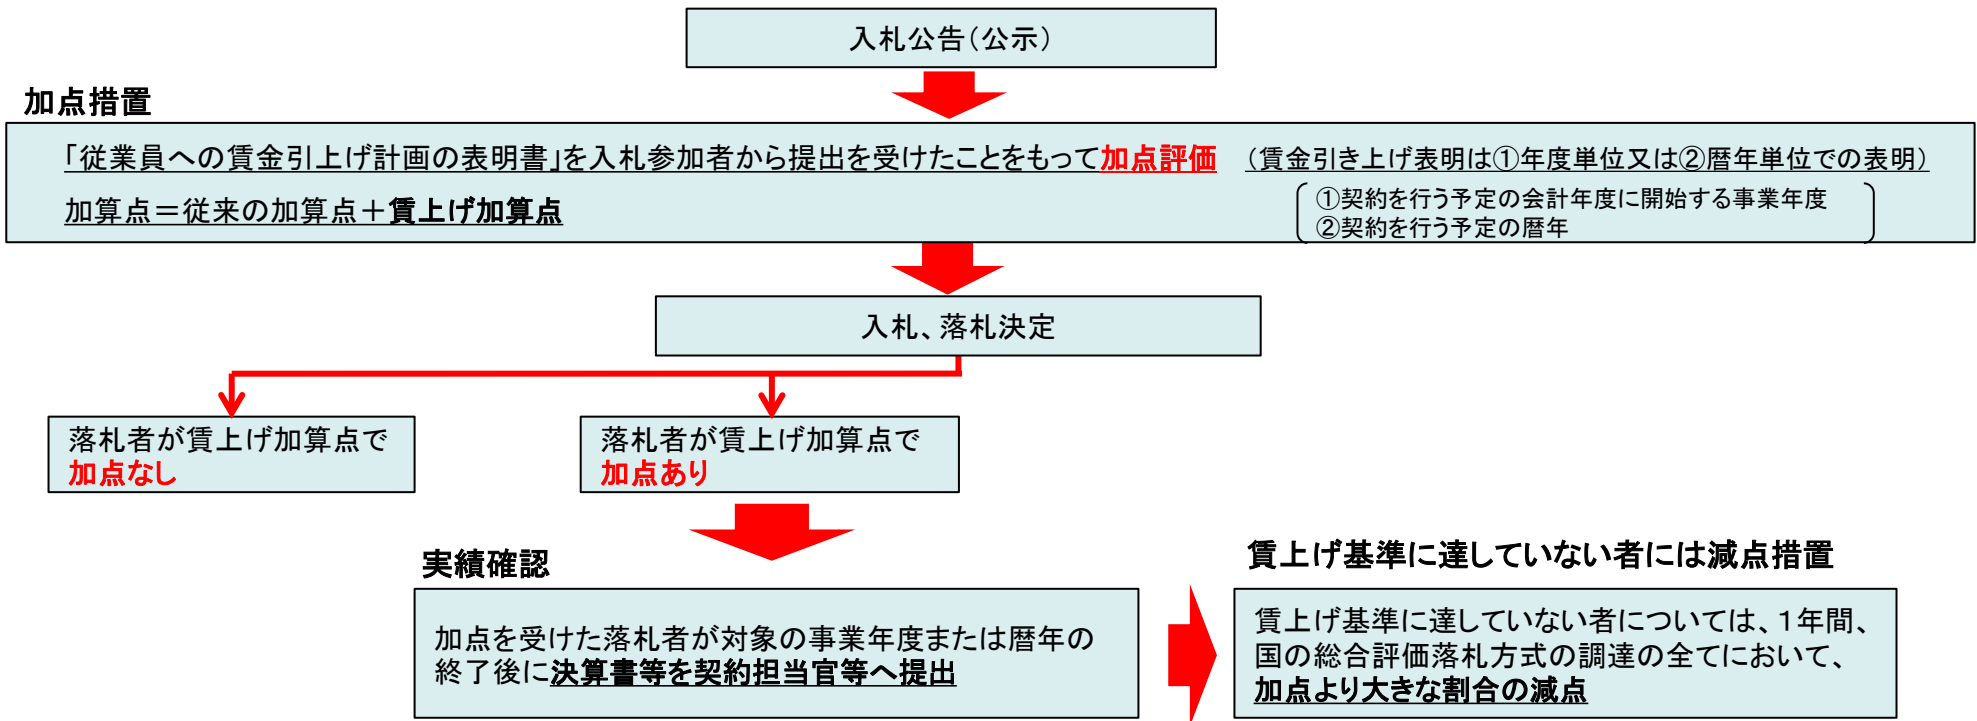 入札公告（公示）
加点措置
「従業員への賃金引上げ計画の表明書」を入札参加者から提出を受けたことをもって加点評価 （賃金引き上げ表明は①年度単位又は②暦年単位での表明）
加算点＝従来の加算点＋賃上げ加算点
①契約を行う予定の会計年度に開始する事業年度
②契約を行う予定の暦年
入札、落札決定
落札者が賃上げ加算点で
加点なし
落札者が賃上げ加算点で
加点あり
実績確認
加点を受けた落札者が対象の事業年度または暦年の
終了後に決算書等を契約担当官等へ提出
賃上げ基準に達していない者には減点措置
賃上げ基準に達していない者については、１年間、
国の総合評価落札方式の調達の全てにおいて、
加点より大きな割合の減点